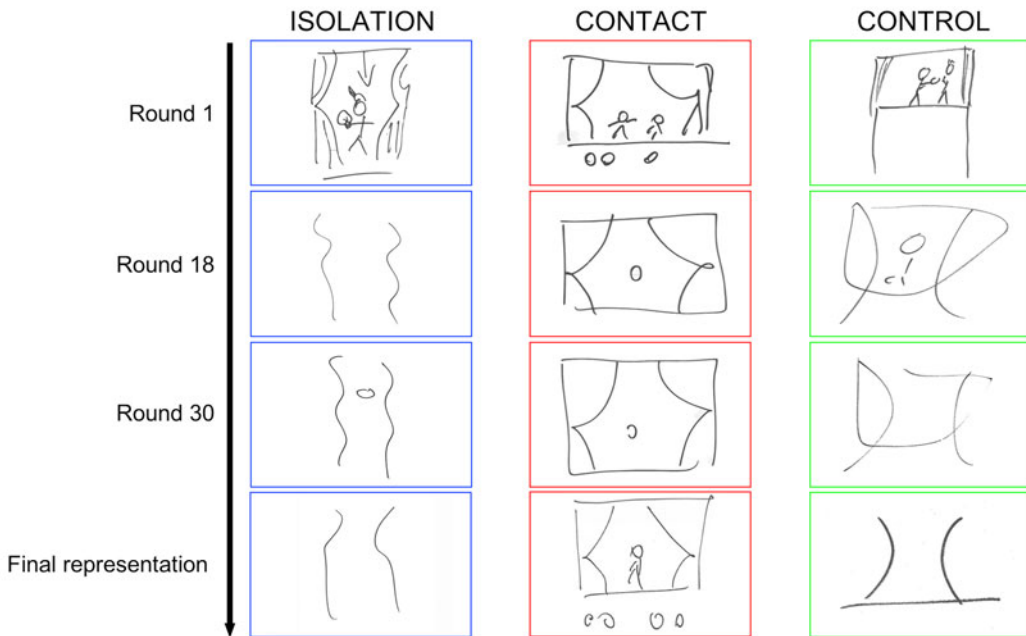 ISOLATION CONTACT CONTROL
Round 1
Round 18
Round 30
Final representation